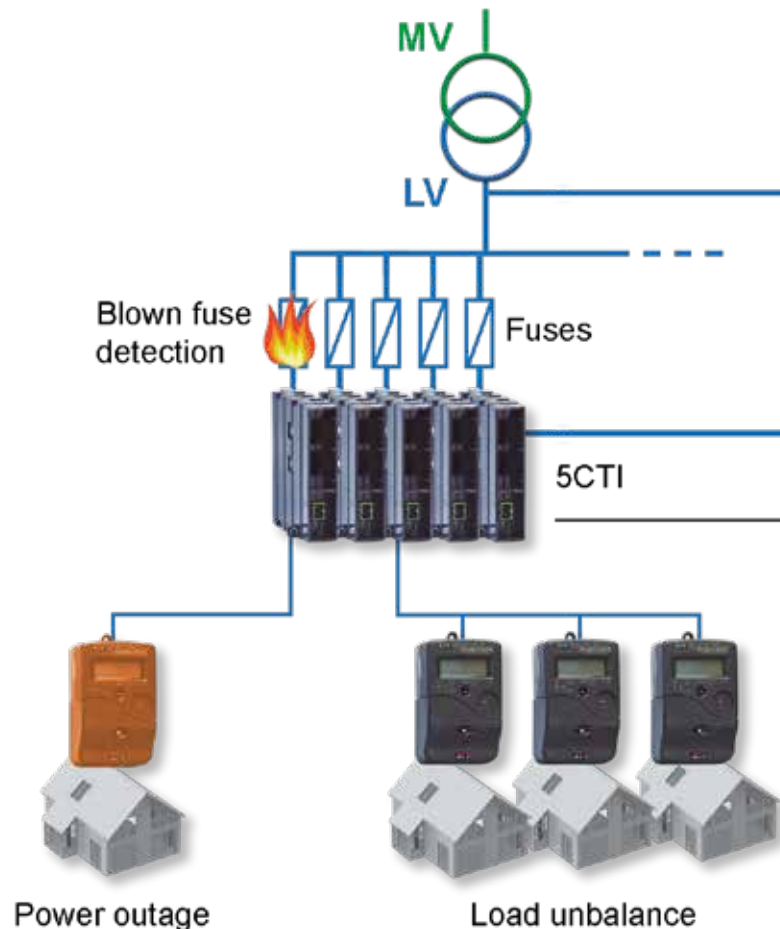 MV
LV
Blown fuse
detection
Fuses
5CTI
Power outage
Load unbalance